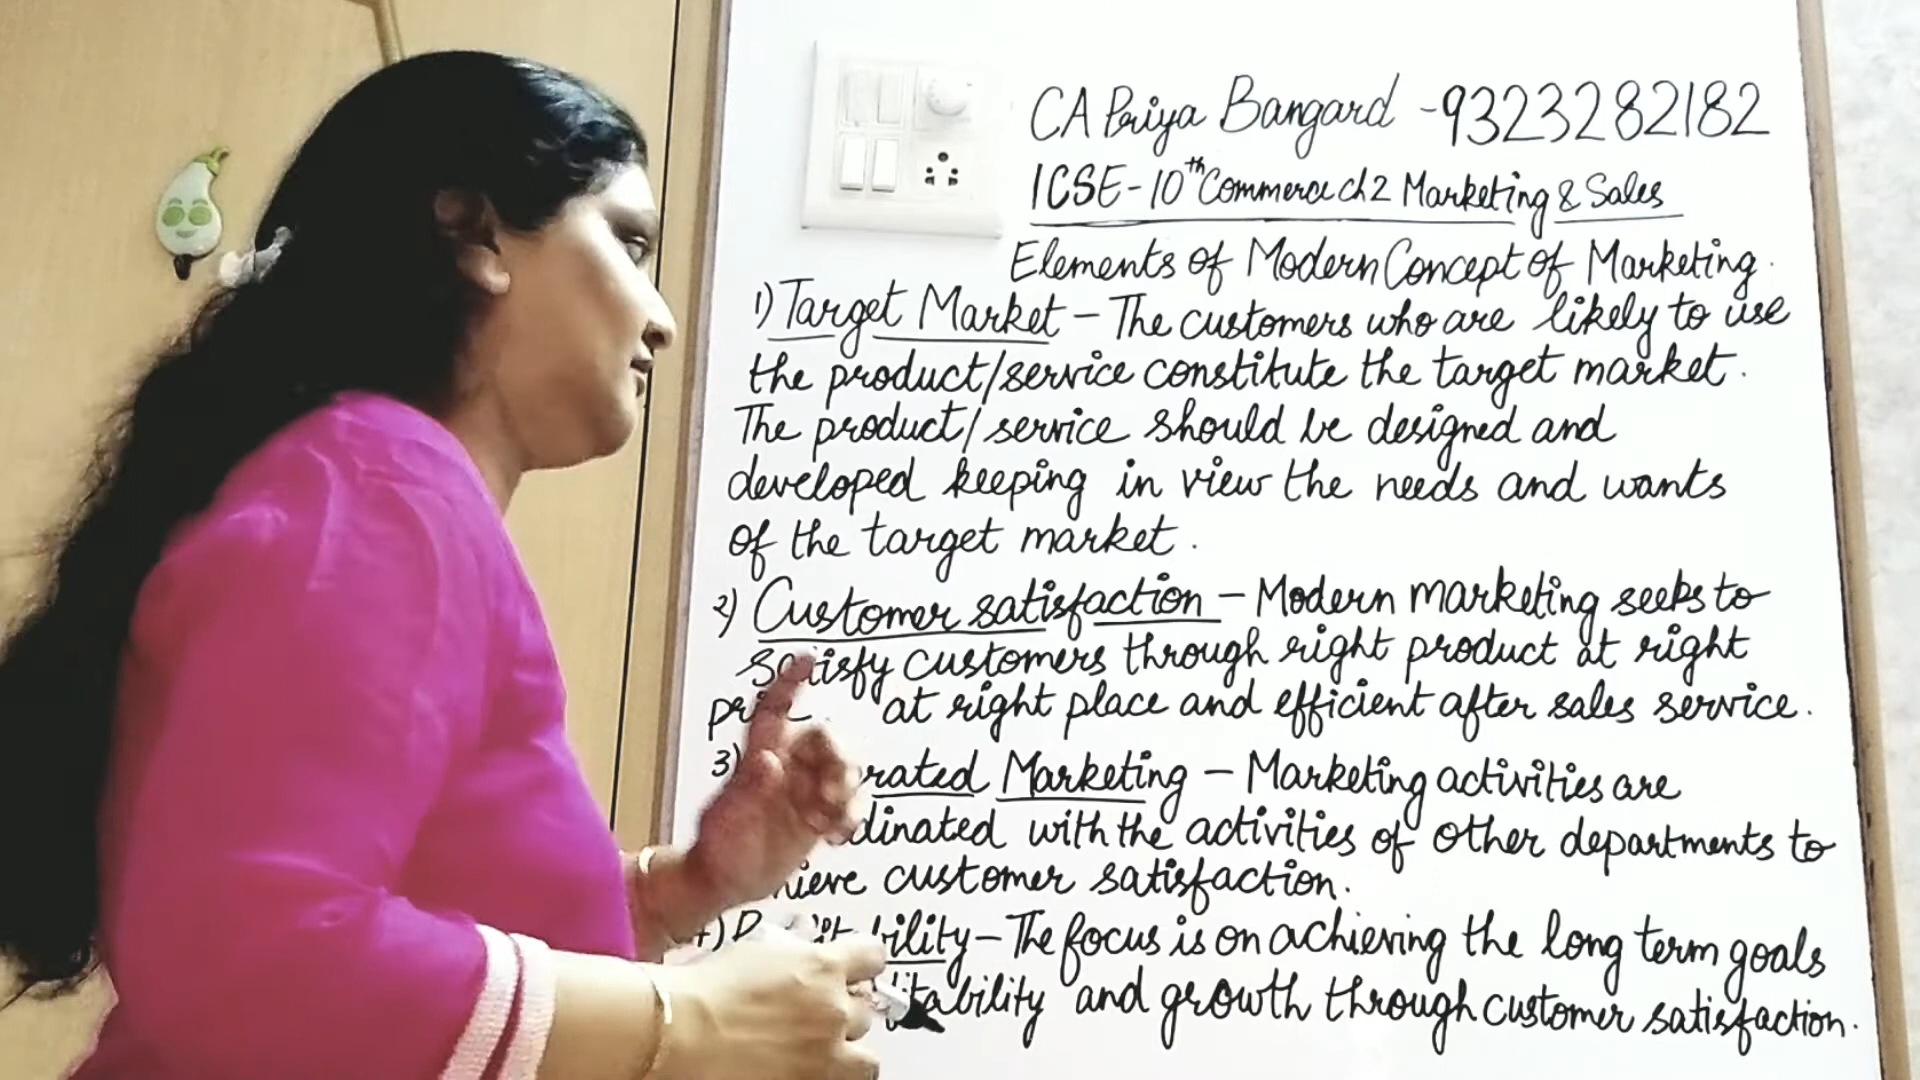 CA Priya Bangard - 9323282182
ICSE - 10th Commerce ch 2 Marketing & Sales
Elements of Modern Concept of Marketing.
1) Target Market - The customers who are likely to use
the product/service constitute the target market.
The product/service should be designed and
developed keeping in view the needs and wants
of the target market.
2) Customer satisfaction - Modern marketing seeks to
satisfy customers through right product at right
at right place and efficient after sales service.
3) Marketing - Marketing activities are
with the activities of other departments to
customer satisfaction.
- The focus is on achieving the long term goals
and growth through customer satisfaction.